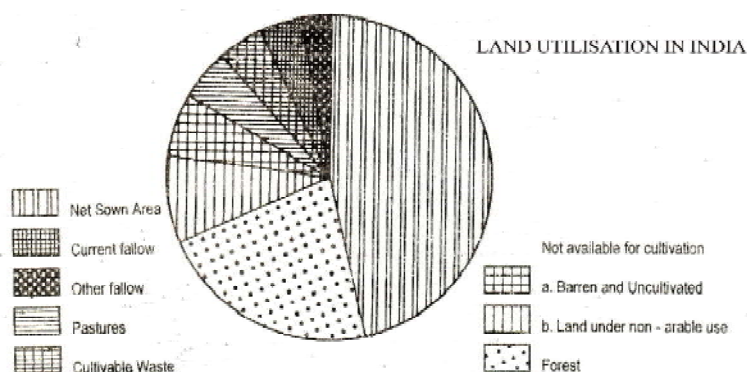 LAND UTILISATION IN INDIA
Net Sown Area
Current fallow
Other fallow
Pastures
Cultivable Waste
Not available for cultivation
a. Barren and Uncultivated
b. Land under non - arable use
Forest